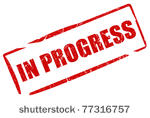 IN PROGRESS
shutterstock · 77316757